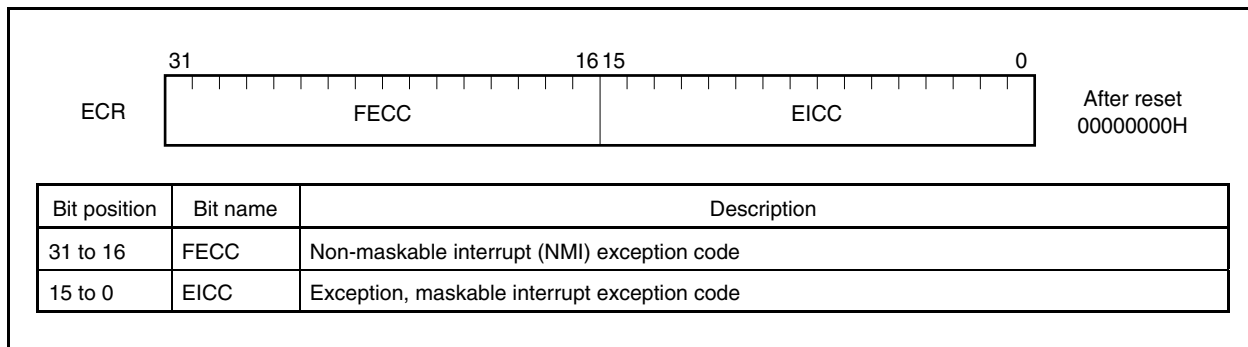 31 16 15 0
ECR FECC EICC After reset
00000000H
Bit position Bit name Description
31 to 16 FECC Non-maskable interrupt (NMI) exception code
15 to 0 EICC Exception, maskable interrupt exception code